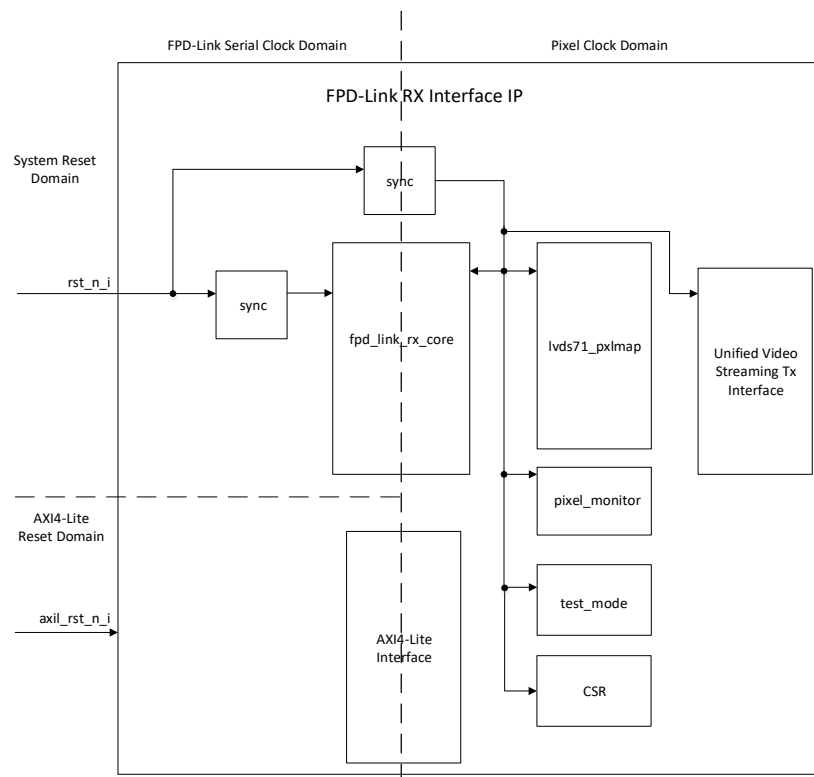 FPD-Link Serial Clock Domain
Pixel Clock Domain
FPD-Link RX Interface IP
System Reset
Domain
sync
rst_n_i
sync
fpd_link_rx_core
lvds71_pxlmap
Unified Video
Streaming Tx
Interface
pixel_monitor
AXI4-Lite
Reset Domain
test_mode
axil_rst_n_i
AXI4-Lite
Interface
CSR